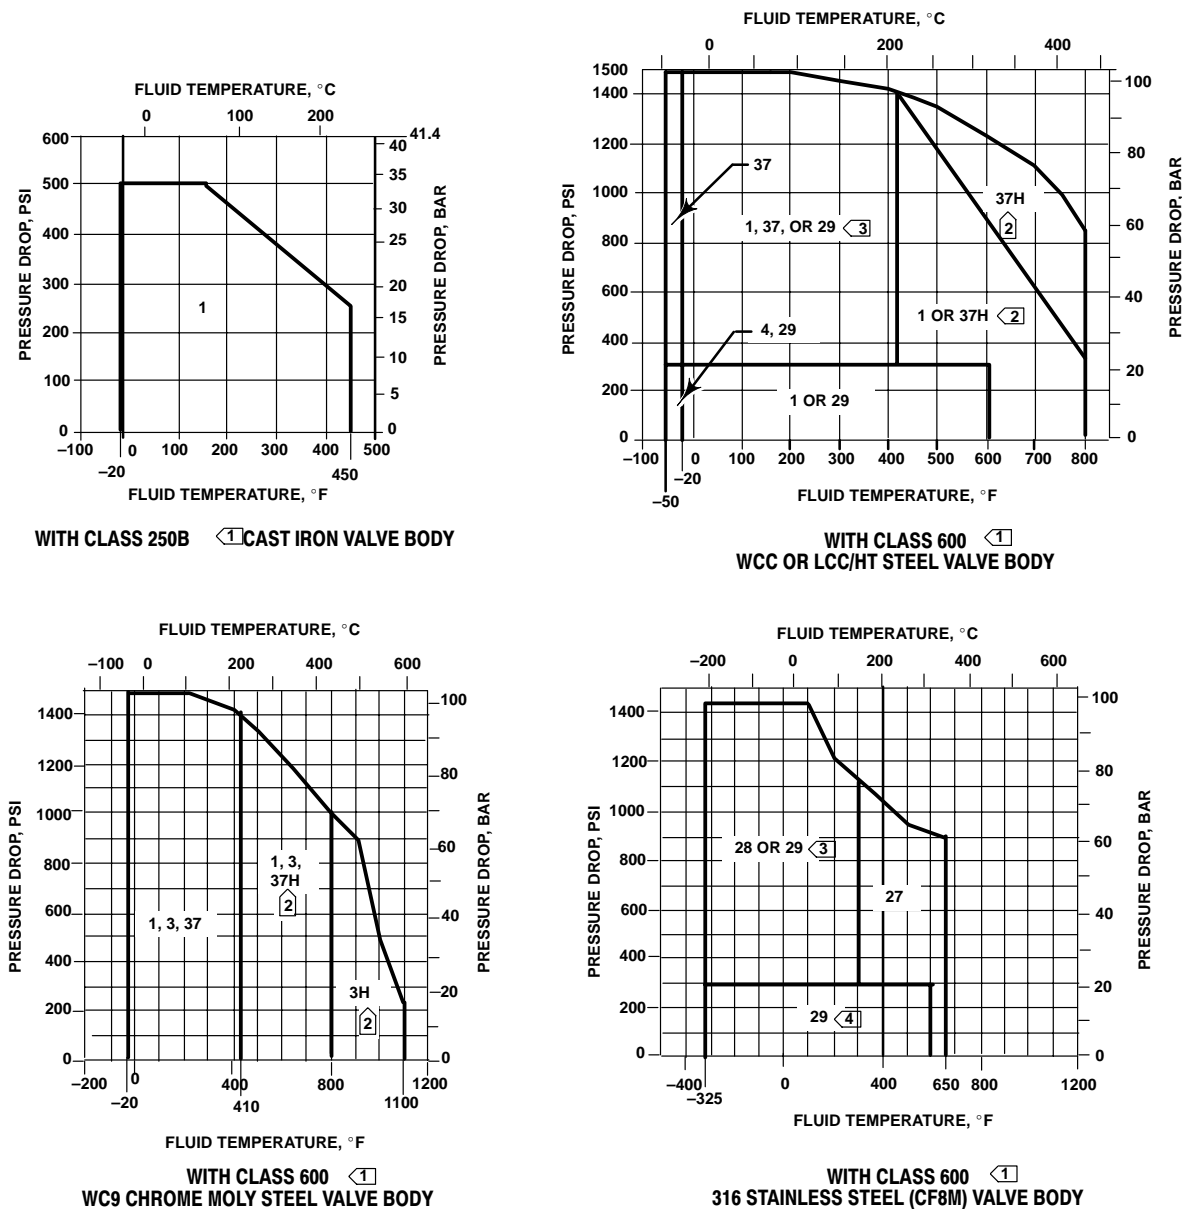 FLUID TEMPERATURE, °C
0 100 200
600 500 400 300 200 100 0
PRESSURE DROP, PSI
41.4
40 35 30 25 20 15 10 5 0
PRESSURE DROP, BAR
1
–100 0 100 200 300 400 500
–20 450
FLUID TEMPERATURE, °F
WITH CLASS 250B 1 CAST IRON VALVE BODY
FLUID TEMPERATURE, °C
0 200 400
1500 1400 1200 1000 800 600 400 200 0
PRESSURE DROP, PSI
100 80 60 40 20 0
PRESSURE DROP, BAR
37
1, 37, OR 29 3
37H
2
4, 29
1 OR 37H 2
1 OR 29
–100 0 100 200 300 400 500 600 700 800
–20
–50
FLUID TEMPERATURE, °F
WITH CLASS 600 1
WCC OR LCC/HT STEEL VALVE BODY
FLUID TEMPERATURE, °C
–100 0 200 400 600
1400 1200 1000 800 600 400 200 0
PRESSURE DROP, PSI
100 80 60 40 20 0
PRESSURE DROP, BAR
1, 3,
37H
2
1, 3, 37
3H
2
–200 0 400 800 1200
–20 410 1100
FLUID TEMPERATURE, °F
WITH CLASS 600 1
WC9 CHROME MOLY STEEL VALVE BODY
FLUID TEMPERATURE, °C
–200 0 200 400 600
1400 1200 1000 800 600 400 200 0
PRESSURE DROP, PSI
100 80 60 40 20 0
PRESSURE DROP, BAR
28 OR 29 3
27
29 4
–400 0 400 650 800 1200
–325
FLUID TEMPERATURE, °F
WITH CLASS 600 1
316 STAINLESS STEEL (CF8M) VALVE BODY